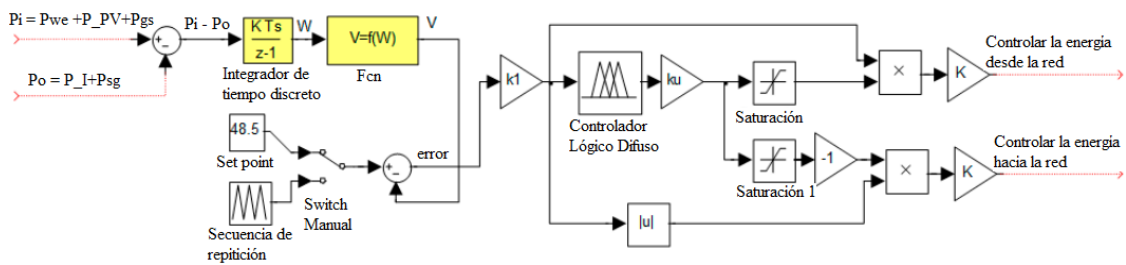 Pi = Pwe +P_PV+Pgs
Po = P_I+Psg
+
-
Pi - Po
K Ts
z-1
Integrador de
tiempo discreto
W
V=f(W)
Fcn
V
48.5
Set point
Secuencia de
repitición
Switch
Manual
+
-
error
k1
Controlador
Lógico Difuso
ku
Saturación
Saturación 1
-1
|u|
×
×
K
K
Controlar la energia
desde la red
Controlar la energia
hacia la red